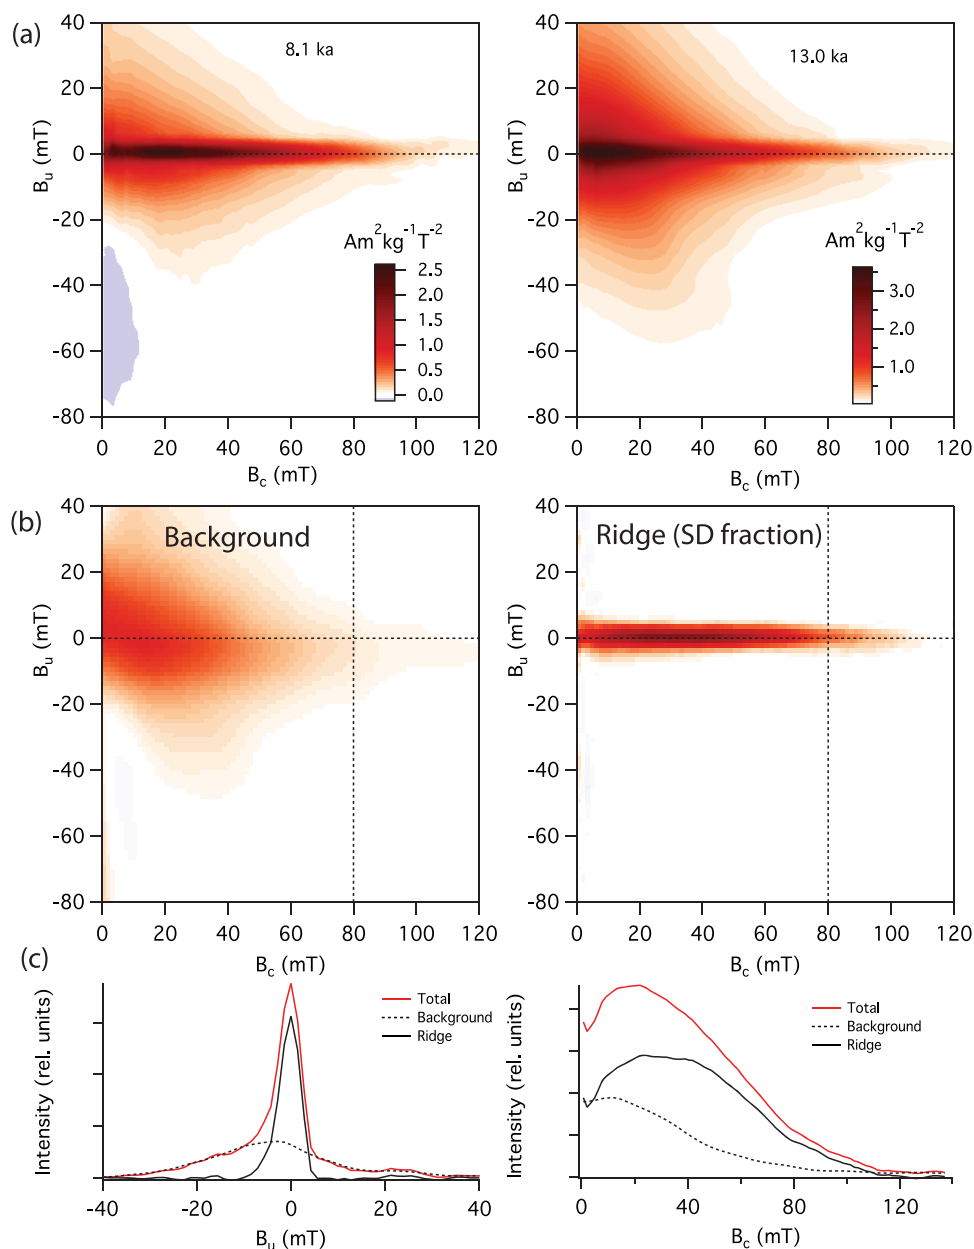 (a)
8.1 ka
40
20
0
-20
-40
-60
-80
B_u (mT)
Am²kg⁻¹T⁻²
2.5
2.0
1.5
1.0
0.5
0.0
0 20 40 60 80 100 120
B_c (mT)
13.0 ka
40
20
0
-20
-40
-60
-80
B_u (mT)
Am²kg⁻¹T⁻²
3.0
2.0
1.0
0 20 40 60 80 100 120
B_c (mT)
(b)
Background
40
20
0
-20
-40
-60
-80
B_u (mT)
0 20 40 60 80 100 120
B_c (mT)
Ridge (SD fraction)
40
20
0
-20
-40
-60
-80
B_u (mT)
0 20 40 60 80 100 120
B_c (mT)
(c)
Intensity (rel. units)
Total
Background
Ridge
-40 -20 0 20 40
B_u (mT)
Intensity (rel. units)
Total
Background
Ridge
0 40 80 120
B_c (mT)